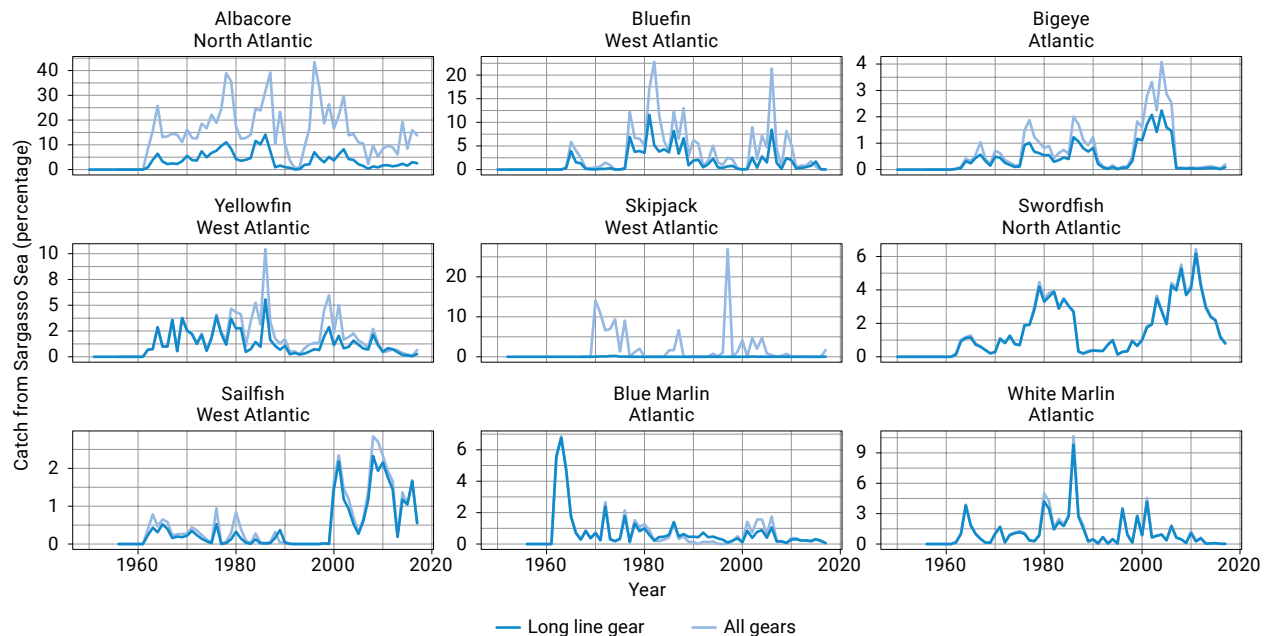 Albacore
North Atlantic
Bluefin
West Atlantic
Bigeye
Atlantic
40
30
20
10
0
20
15
10
5
0
4
3
2
1
0
Catch from Sargasso Sea (percentage)
Yellowfin
West Atlantic
Skipjack
West Atlantic
Swordfish
North Atlantic
10
8
5
2
0
20
10
0
6
4
2
0
Sailfish
West Atlantic
Blue Marlin
Atlantic
White Marlin
Atlantic
2
1
0
6
4
2
0
9
6
3
0
1960 1980 2000 2020
1960 1980 2000 2020
1960 1980 2000 2020
Year
Long line gear All gears